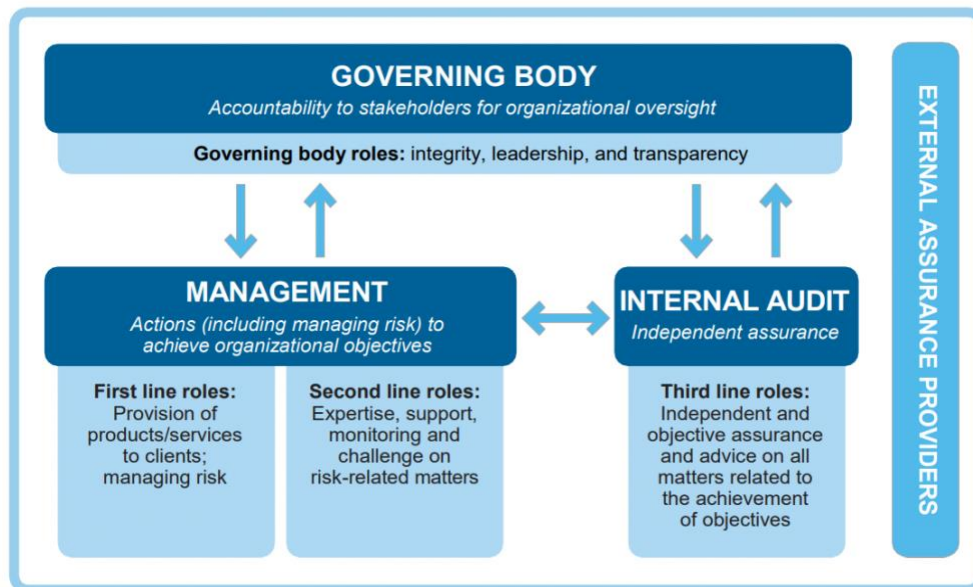 GOVERNING BODY
Accountability to stakeholders for organizational oversight
Governing body roles: integrity, leadership, and transparency
MANAGEMENT
Actions (including managing risk) to
achieve organizational objectives
First line roles:
Provision of
products/services
to clients;
managing risk
Second line roles:
Expertise, support,
monitoring and
challenge on
risk-related matters
INTERNAL AUDIT
Independent assurance
Third line roles:
Independent and
objective assurance
and advice on all
matters related to
the achievement
of objectives
EXTERNAL ASSURANCE PROVIDERS